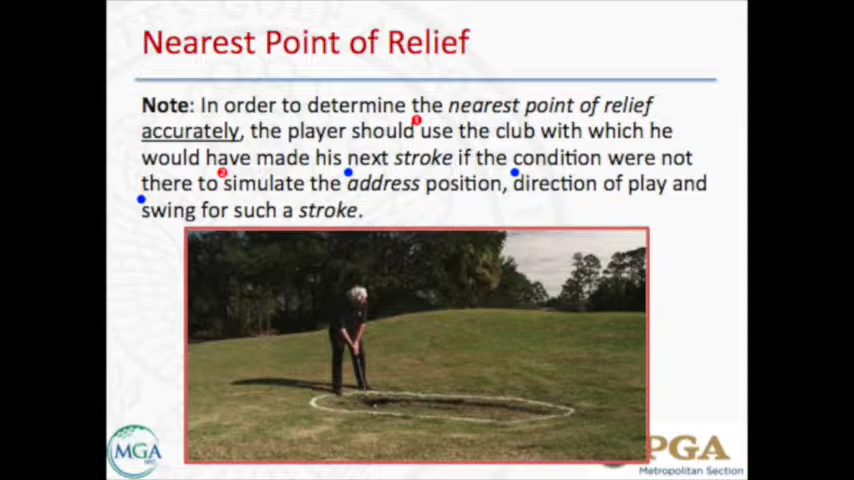 Nearest Point of Relief
Note: In order to determine the nearest point of relief
accurately, the player should use the club with which he
would have made his next stroke if the condition were not
there to simulate the address position, direction of play and
swing for such a stroke.
MGA
PGA
Metropolitan Section